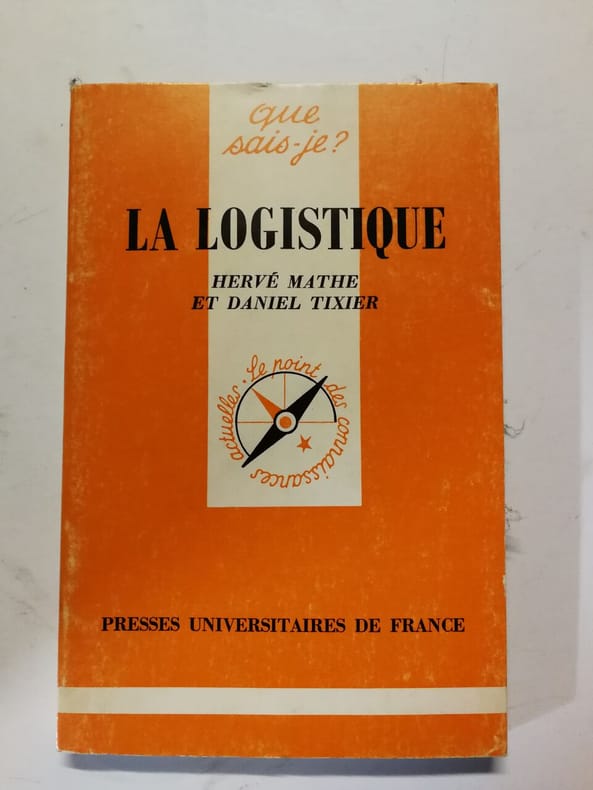 que
sais-je?
LA LOGISTIQUE
HERVÉ MATHE
ET DANIEL TIXIER
Le point des connaissances actuelles.
PRESSES UNIVERSITAIRES DE FRANCE